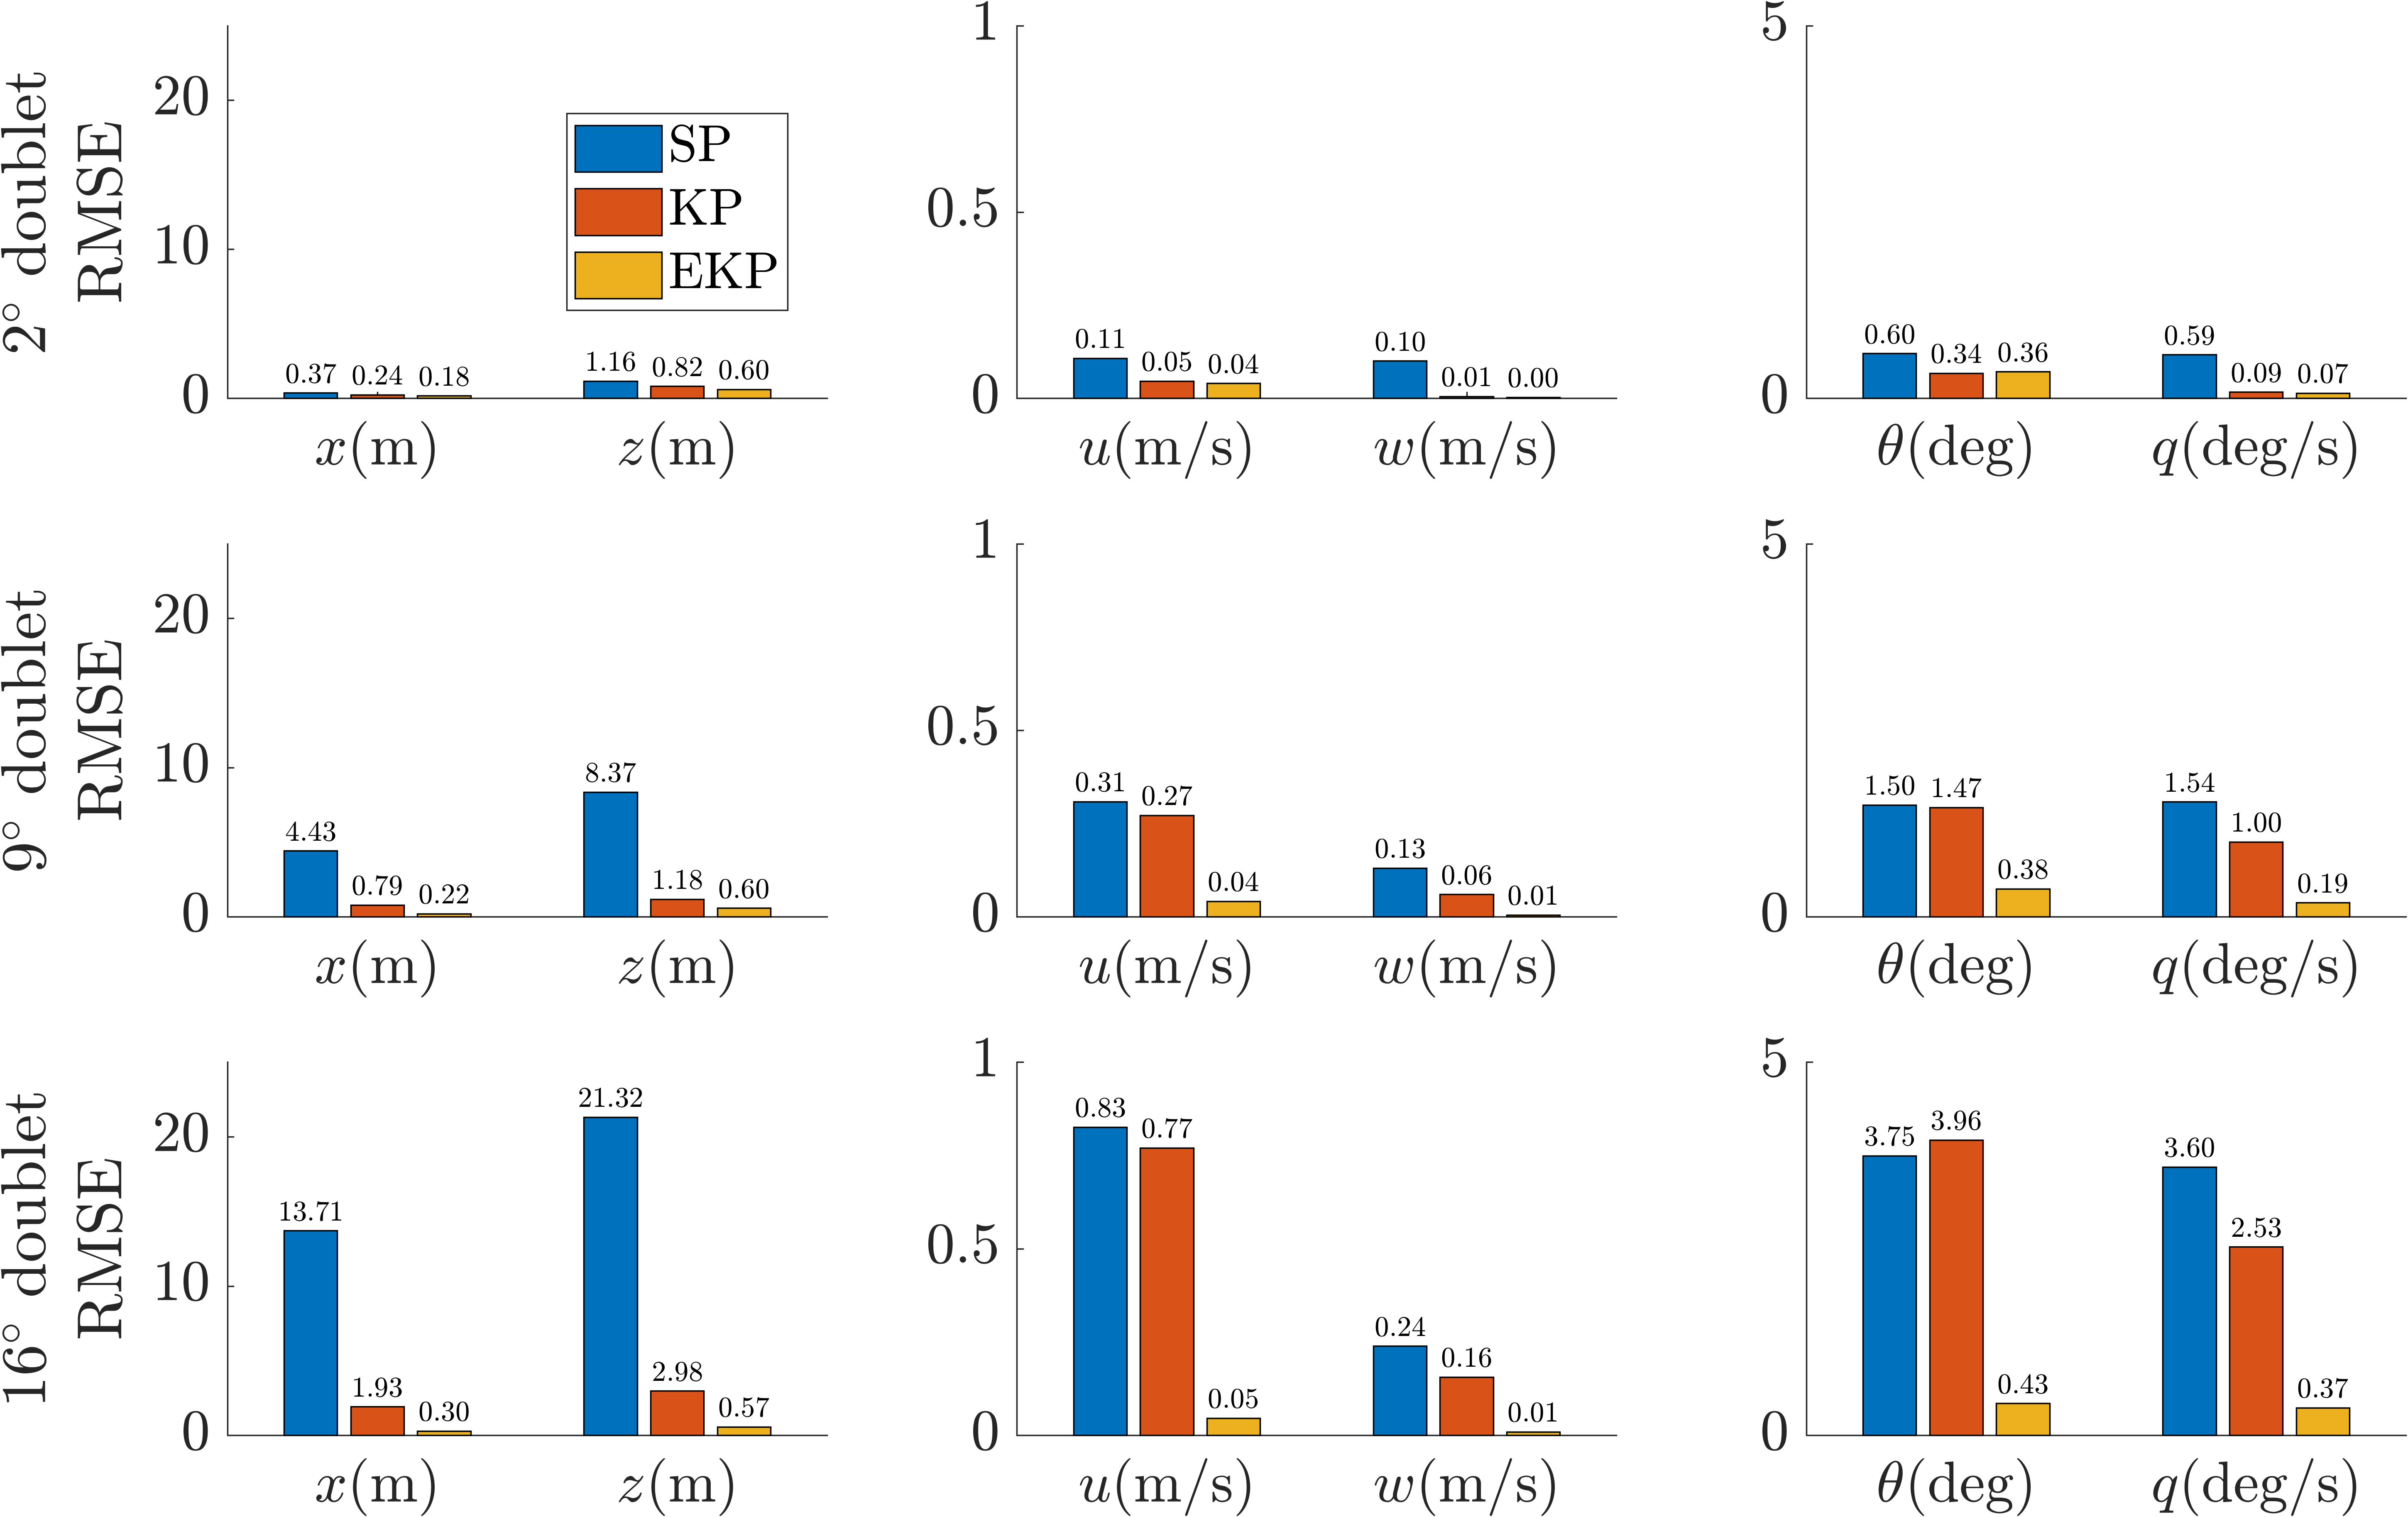 2° doublet
RMSE
20
10
0
SP
KP
EKP
0.37 0.24 0.18
1.16 0.82 0.60
x(m) z(m)
1
0.5
0
0.11 0.05 0.04
0.10 0.01 0.00
u(m/s) w(m/s)
5
0
0.60 0.34 0.36
0.59 0.09 0.07
θ(deg) q(deg/s)
9° doublet
RMSE
20
10
0
4.43 0.79 0.22
8.37 1.18 0.60
x(m) z(m)
1
0.5
0
0.31 0.27 0.04
0.13 0.06 0.01
u(m/s) w(m/s)
5
0
1.50 1.47 0.38
1.54 1.00 0.19
θ(deg) q(deg/s)
16° doublet
RMSE
20
10
0
13.71 1.93 0.30
21.32 2.98 0.57
x(m) z(m)
1
0.5
0
0.83 0.77 0.05
0.24 0.16 0.01
u(m/s) w(m/s)
5
0
3.75 3.96 0.43
3.60 2.53 0.37
θ(deg) q(deg/s)